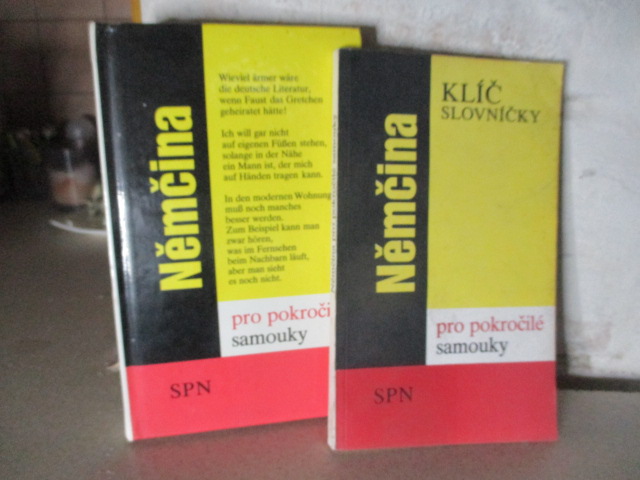 Němčina
Wieviel ärmer wäre
die deutsche Literatur,
wenn Faust das Gretchen
geheiratet hätte!
Ich will gar nicht
auf eigenen Füßen stehen,
solange in der Nähe
ein Mann ist, der mich
auf Händen tragen kann.
In den modernen Wohnung
muß noch manches
besser werden.
Zum Beispiel kann man
zwar hören,
was im Fernsehen
beim Nachbarn läuft,
aber man sieht
es noch nicht.
pro pokroči
samouky
SPN
Němčina
KLÍČ
SLOVNÍČKY
pro pokročilé
samouky
SPN